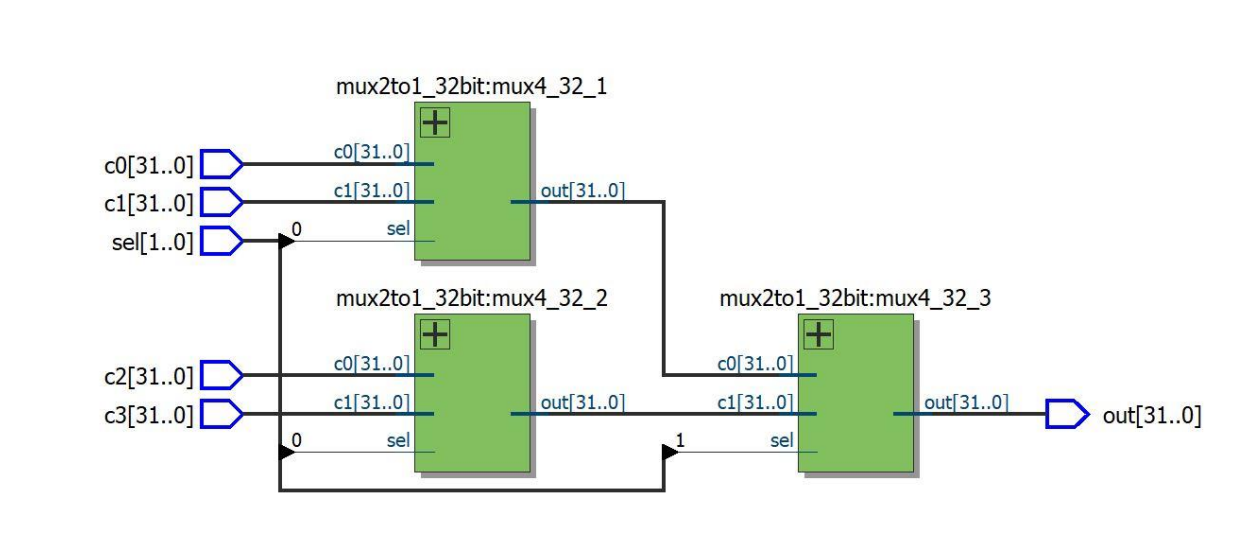 mux2to1_32bit:mux4_32_1
c0[31..0]
c0[31..0]
c1[31..0]
c1[31..0]
out[31..0]
sel[1..0]
0
sel
mux2to1_32bit:mux4_32_2
mux2to1_32bit:mux4_32_3
c2[31..0]
c0[31..0]
c0[31..0]
c3[31..0]
c1[31..0]
out[31..0]
c1[31..0]
out[31..0]
out[31..0]
0
sel
1
sel